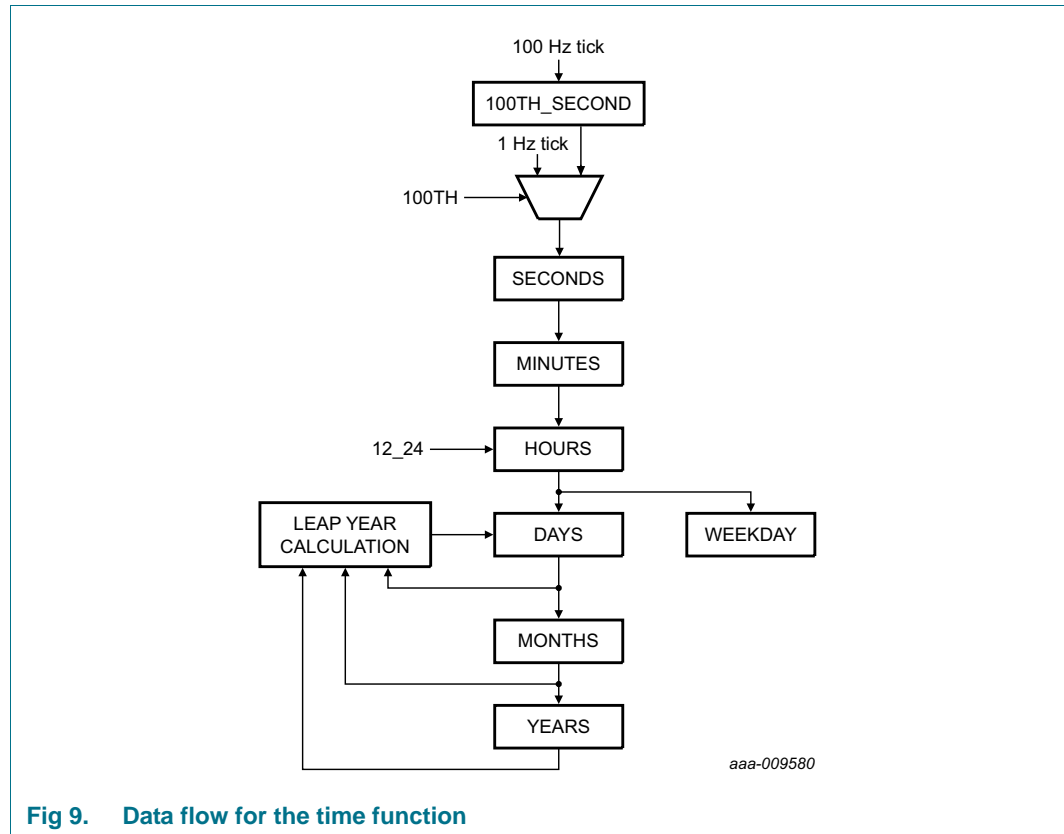 100 Hz tick
100TH_SECOND
1 Hz tick
100TH
SECONDS
MINUTES
12_24
HOURS
LEAP YEAR
CALCULATION
DAYS
WEEKDAY
MONTHS
YEARS
aaa-009580
Fig 9. Data flow for the time function